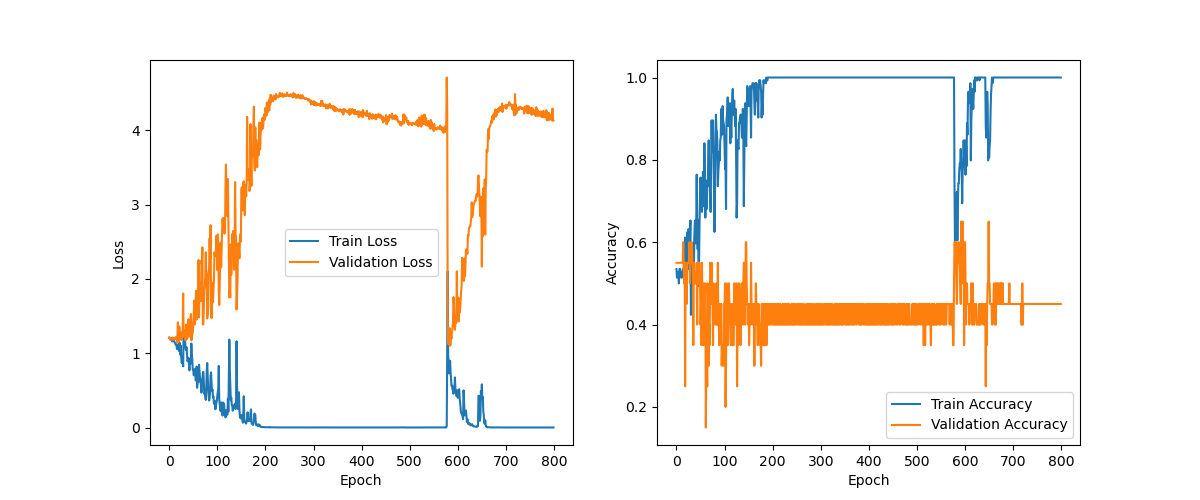 4
3
2
1
0
Loss
Train Loss
Validation Loss
0 100 200 300 400 500 600 700 800
Epoch
1.0
0.8
0.6
0.4
0.2
Accuracy
Train Accuracy
Validation Accuracy
0 100 200 300 400 500 600 700 800
Epoch